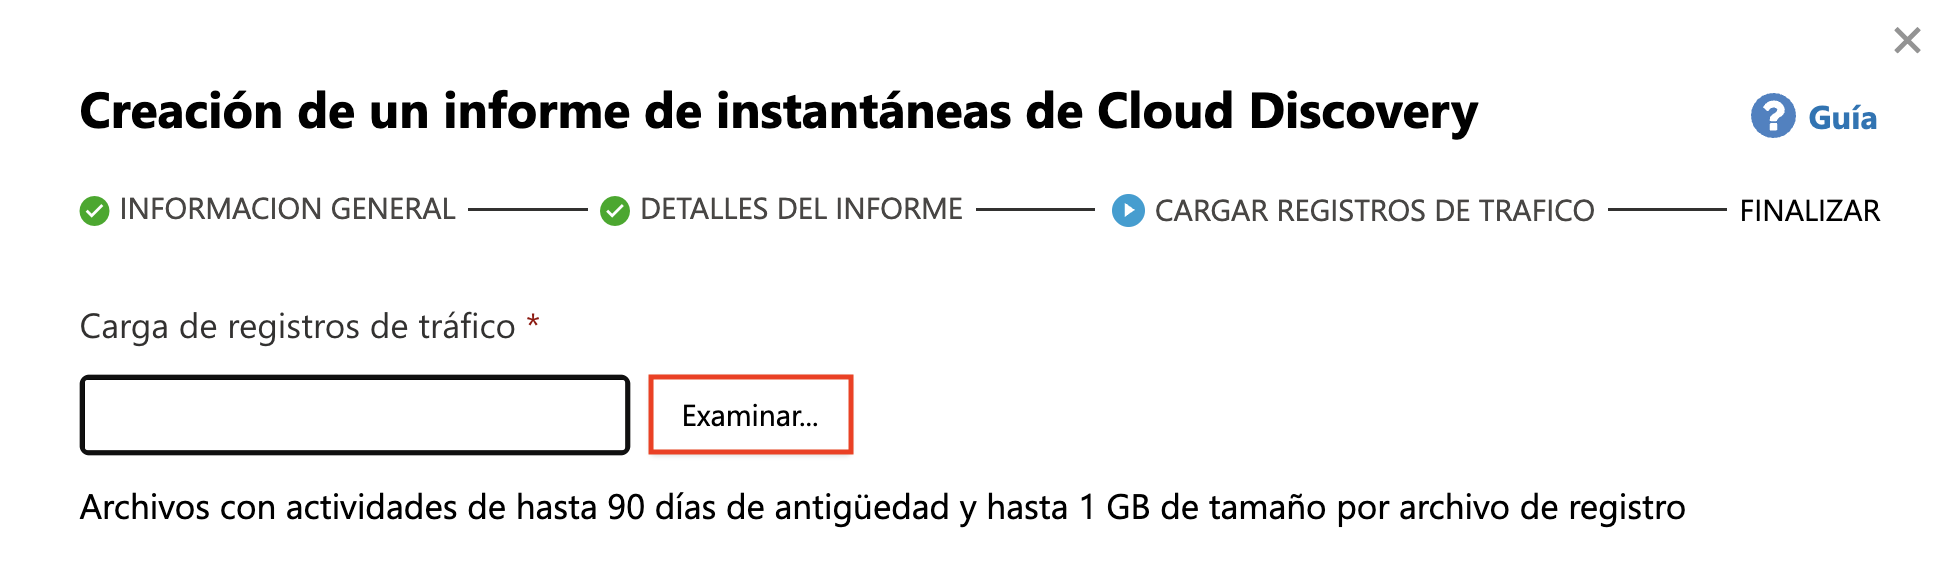 Creación de un informe de instantáneas de Cloud Discovery
Guía
INFORMACION GENERAL
DETALLES DEL INFORME
CARGAR REGISTROS DE TRAFICO
FINALIZAR
Carga de registros de tráfico *
Examinar...
Archivos con actividades de hasta 90 días de antigüedad y hasta 1 GB de tamaño por archivo de registro